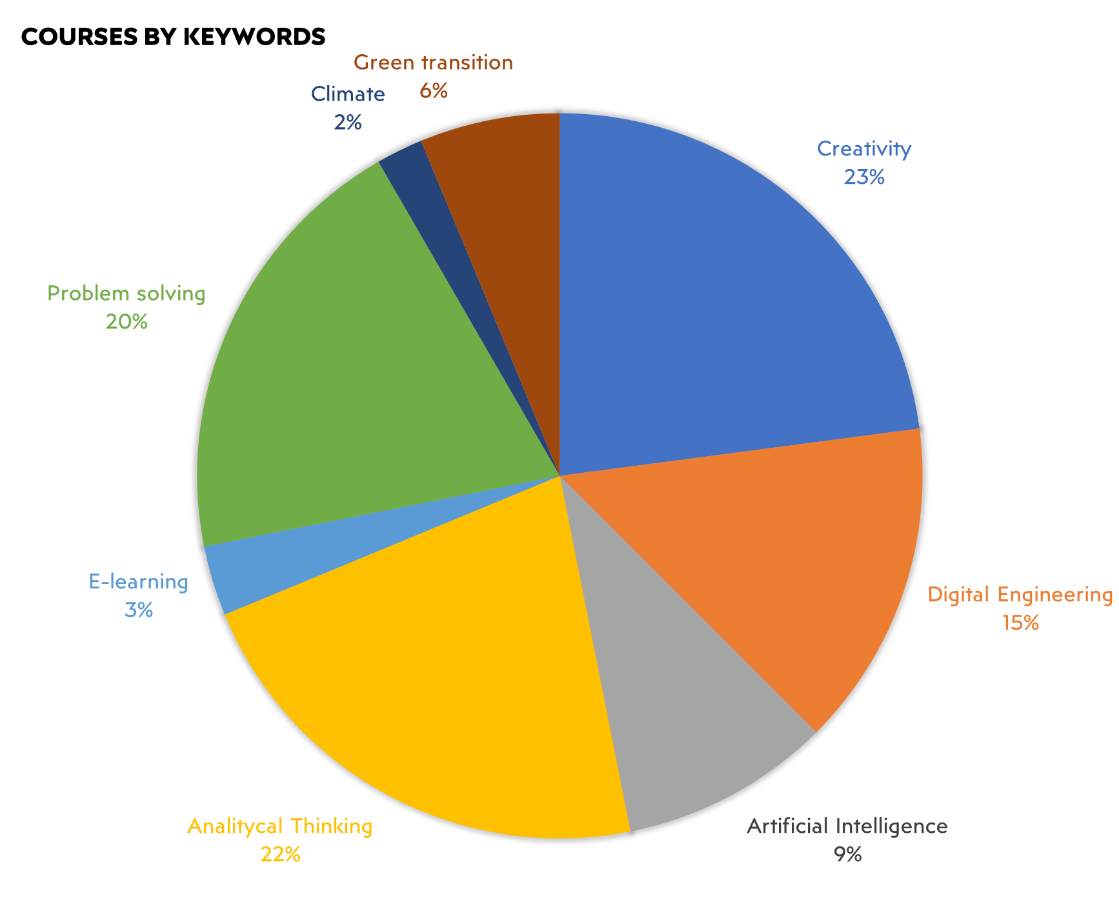 COURSES BY KEYWORDS
Green transition
6%
Climate
2%
Creativity
23%
Problem solving
20%
E-learning
3%
Digital Engineering
15%
Analitycal Thinking
22%
Artificial Intelligence
9%